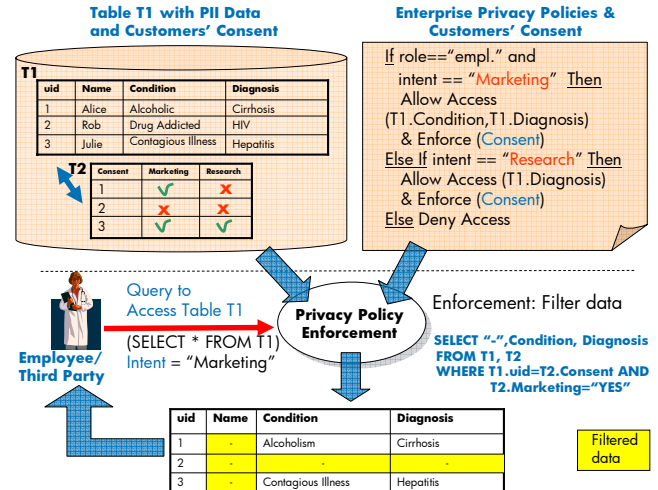 Table T1 with PII Data
and Customers' Consent
T1
uid Name Condition Diagnosis
1 Alice Alcoholic Cirrhosis
2 Rob Drug Addicted HIV
3 Julie Contagious Illness Hepatitis
T2
Consent Marketing Research
1 √ x
2 x x
3 √ √
Enterprise Privacy Policies &
Customers' Consent
If role=="empl." and
intent == "Marketing" Then
Allow Access
(T1.Condition,T1.Diagnosis)
& Enforce (Consent)
Else If intent == "Research" Then
Allow Access (T1.Diagnosis)
& Enforce (Consent)
Else Deny Access
Employee/
Third Party
Query to
Access Table T1
(SELECT * FROM T1)
Intent = "Marketing"
Privacy Policy
Enforcement
Enforcement: Filter data
SELECT "-",Condition, Diagnosis
FROM T1, T2
WHERE T1.uid=T2.Consent AND
T2.Marketing="YES"
uid Name Condition Diagnosis
1 - Alcoholism Cirrhosis
2 - - -
3 - Contagious Illness Hepatitis
Filtered
data